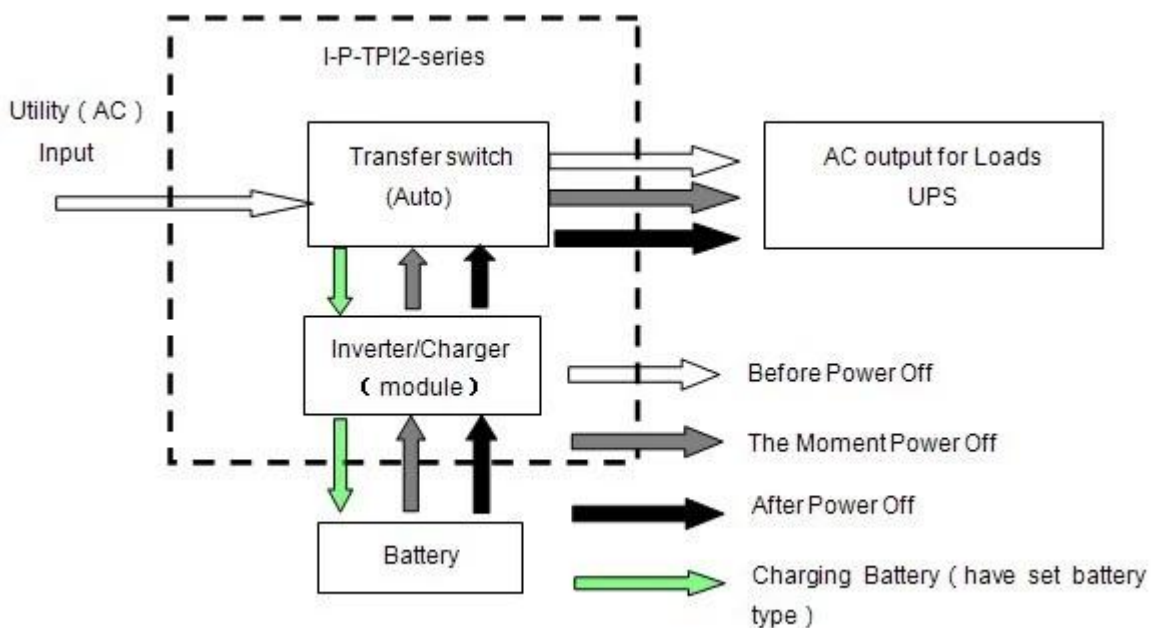 I-P-TPI2-series
Utility ( AC )
Input
Transfer switch
(Auto)
AC output for Loads
UPS
Inverter/Charger
( module )
Before Power Off
The Moment Power Off
After Power Off
Battery
Charging Battery ( have set battery
type )